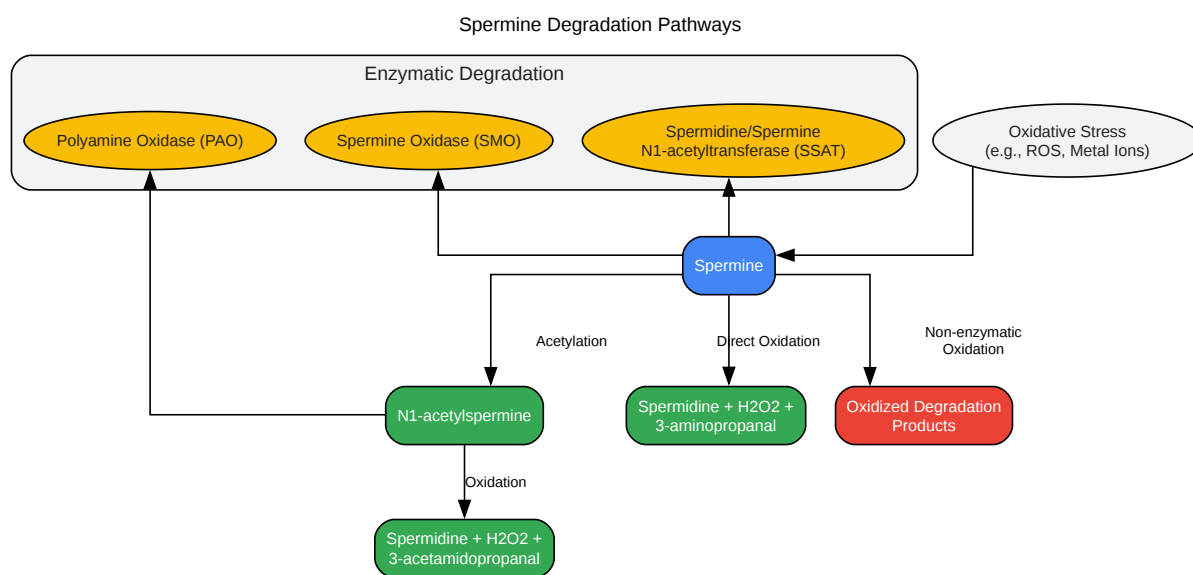 Spermine Degradation Pathways
Enzymatic Degradation
Polyamine Oxidase (PAO)
Spermine Oxidase (SMO)
Spermidine/Spermine
N1-acetyltransferase (SSAT)
Oxidative Stress
(e.g., ROS, Metal Ions)
Spermine
Acetylation
Direct Oxidation
Non-enzymatic
Oxidation
N1-acetylspermine
Spermidine + H2O2 +
3-aminopropanal
Oxidized Degradation
Products
Oxidation
Spermidine + H2O2 +
3-acetamidopropanal